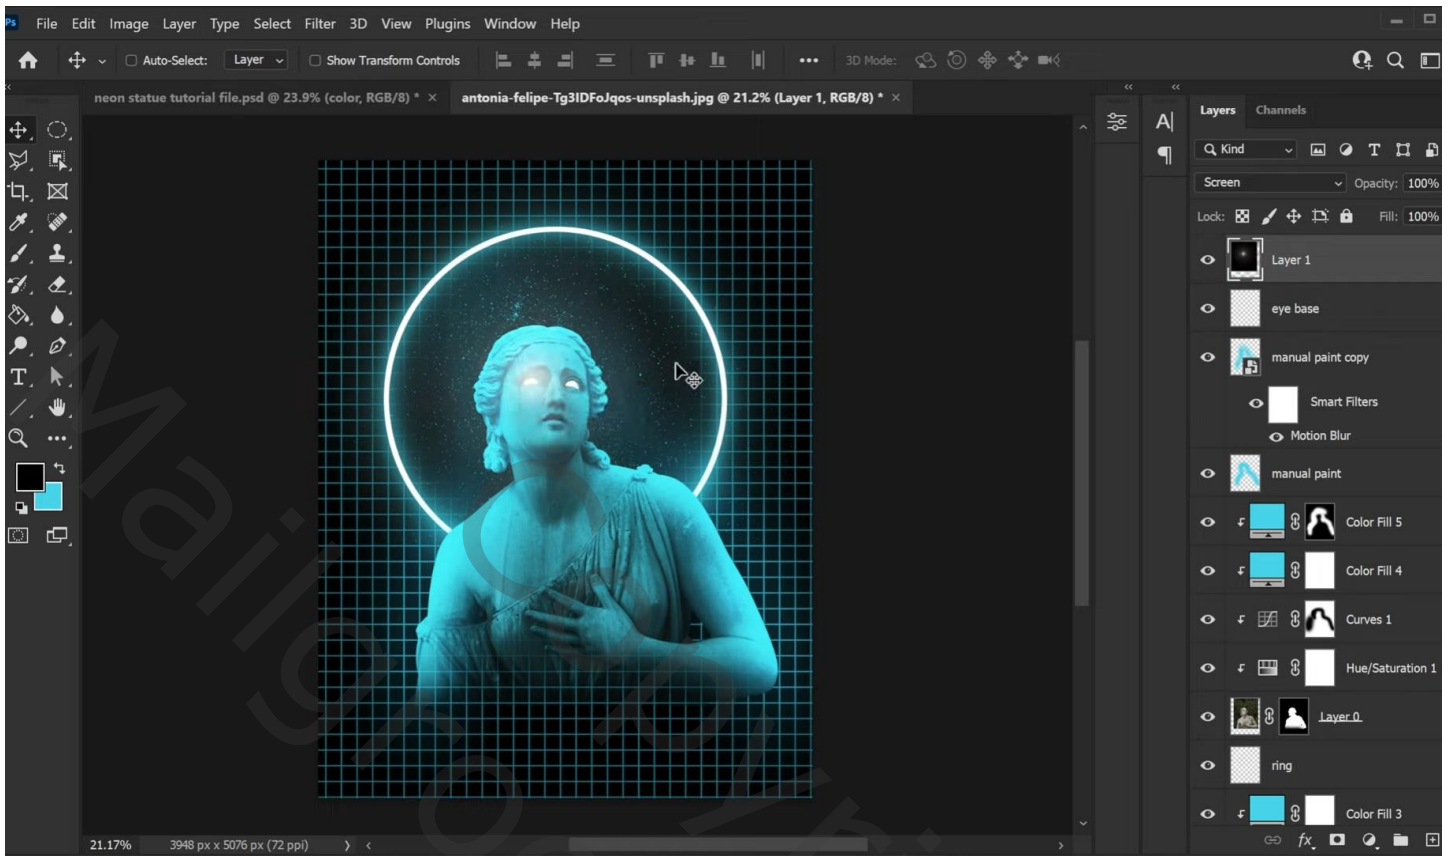 Ps File Edit Image Layer Type Select Filter 3D View Plugins Window Help
Auto-Select: Layer Show Transform Controls 3D Mode:
neon statue tutorial file.psd @ 23.9% (color, RGB/8) * × antonia-felipe-Tg3IDFoJqos-unsplash.jpg @ 21.2% (Layer 1, RGB/8) * ×
Layers Channels
Kind
Screen Opacity: 100%
Lock: Fill: 100%
Layer 1
eye base
manual paint copy
Smart Filters
Motion Blur
manual paint
Color Fill 5
Color Fill 4
Curves 1
Hue/Saturation 1
Layer 0
ring
Color Fill 3
21.17% 3948 px x 5076 px (72 ppi)